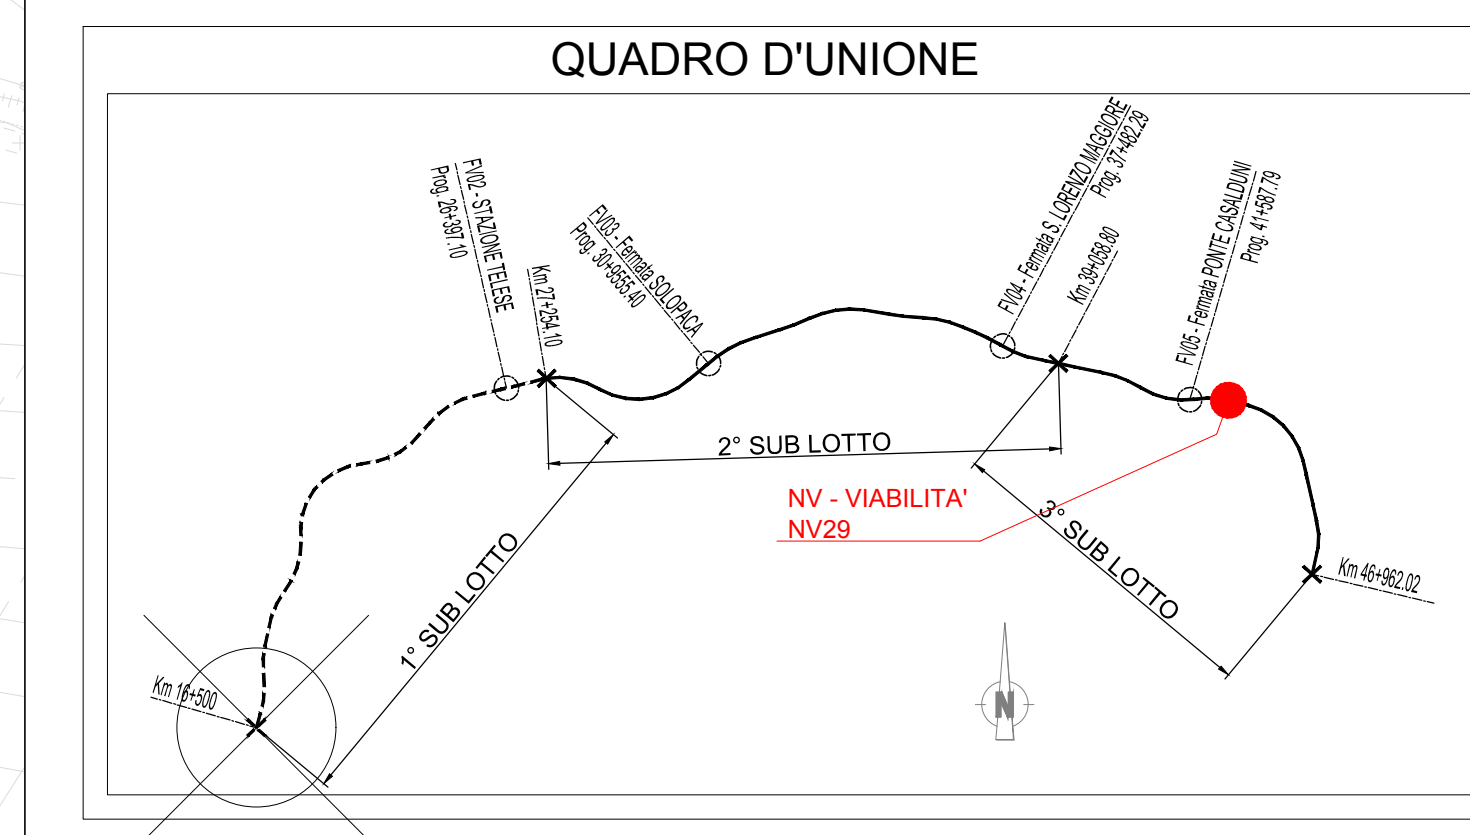 QUADRO D'UNIONE
FV02 - STAZIONE TELESE
Prog. 26+397.10
Km 27+254.10
FV03 - Fermata SOLOPACA
Prog. 30+9555.40
FV04 - Fermata S. LORENZO MAGGIORE
Prog. 37+482.29
Km 39+058.80
FV05 - Fermata PONTE CASALDUNI
Prog. 41+587.79
2° SUB LOTTO
NV - VIABILITA'
NV29
1° SUB LOTTO
3° SUB LOTTO
Km 46+962.02
Km 16+500
N